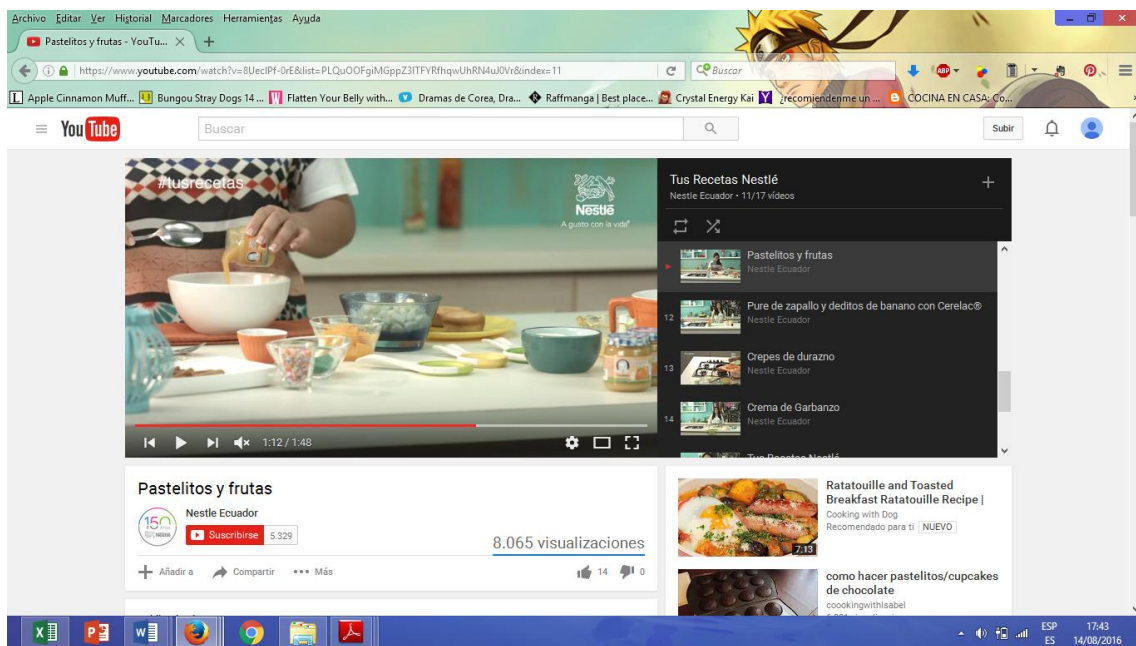 Archivo Editar Ver Historial Marcadores Herramientas Ayuda
Pastelitos y frutas - YouTu...
https://www.youtube.com/watch?v=8UecIPf-0rE&list=PLQuOOFgiMGppZ3ITFYRfhqwUhRN4uJ0Vr&index=11
Buscar
ABP
Apple Cinnamon Muff... Bungou Stray Dogs 14 ... Flatten Your Belly with... Dramas de Corea, Dra... Raffmanga | Best place... Crystal Energy Kai ¿recomiendenme un ... COCINA EN CASA: Co...
YouTube
Buscar
Subir
#tusrecetas
Nestlé
A gusto con la vida
1:12 / 1:48
Tus Recetas Nestlé
Nestle Ecuador • 11/17 vídeos
Pastelitos y frutas
Nestle Ecuador
12
Pure de zapallo y deditos de banano con Cerelac®
Nestle Ecuador
13
Crepes de durazno
Nestle Ecuador
14
Crema de Garbanzo
Nestle Ecuador
Tus Recetas Nestlé
Pastelitos y frutas
150
Nestle Ecuador
Suscribirse 5.329
8.065 visualizaciones
Añadir a Compartir Más
14 0
Ratatouille and Toasted
Breakfast Ratatouille Recipe |
Cooking with Dog
Recomendado para ti NUEVO
7:13
como hacer pastelitos/cupcakes
de chocolate
coookingwithIsabel
ESP 17:43
ES 14/08/2016